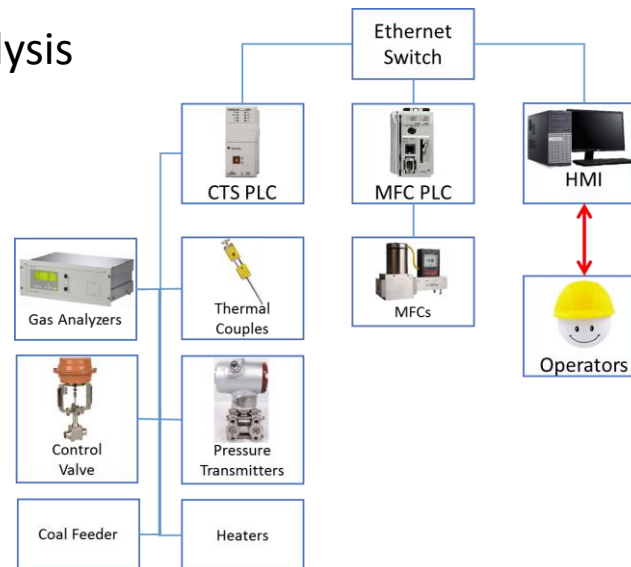 lysis
Ethernet
Switch
CTS PLC
MFC PLC
HMI
Gas Analyzers
Thermal
Couples
MFCs
Operators
Control
Valve
Pressure
Transmitters
Coal Feeder
Heaters